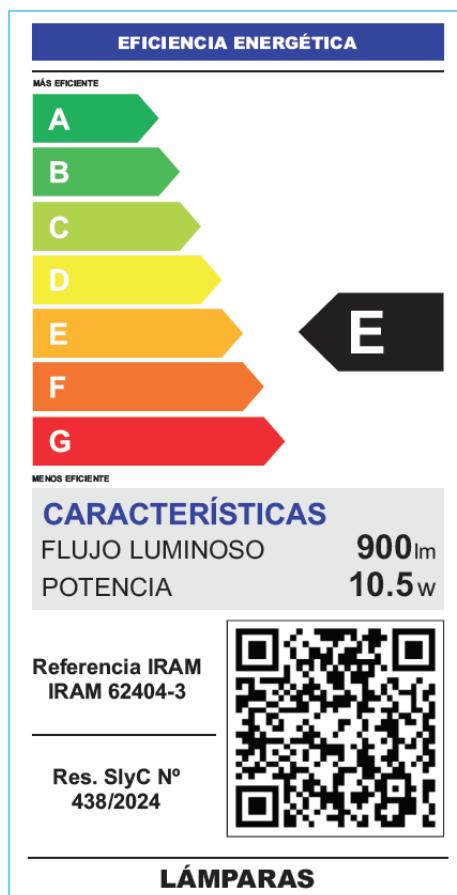 EFICIENCIA ENERGÉTICA
MÁS EFICIENTE
A
B
C
D
E
E
F
G
MENOS EFICIENTE
CARACTERÍSTICAS
FLUJO LUMINOSO 900lm
POTENCIA 10.5w
Referencia IRAM
IRAM 62404-3
Res. SIyC Nº
438/2024
LÁMPARAS